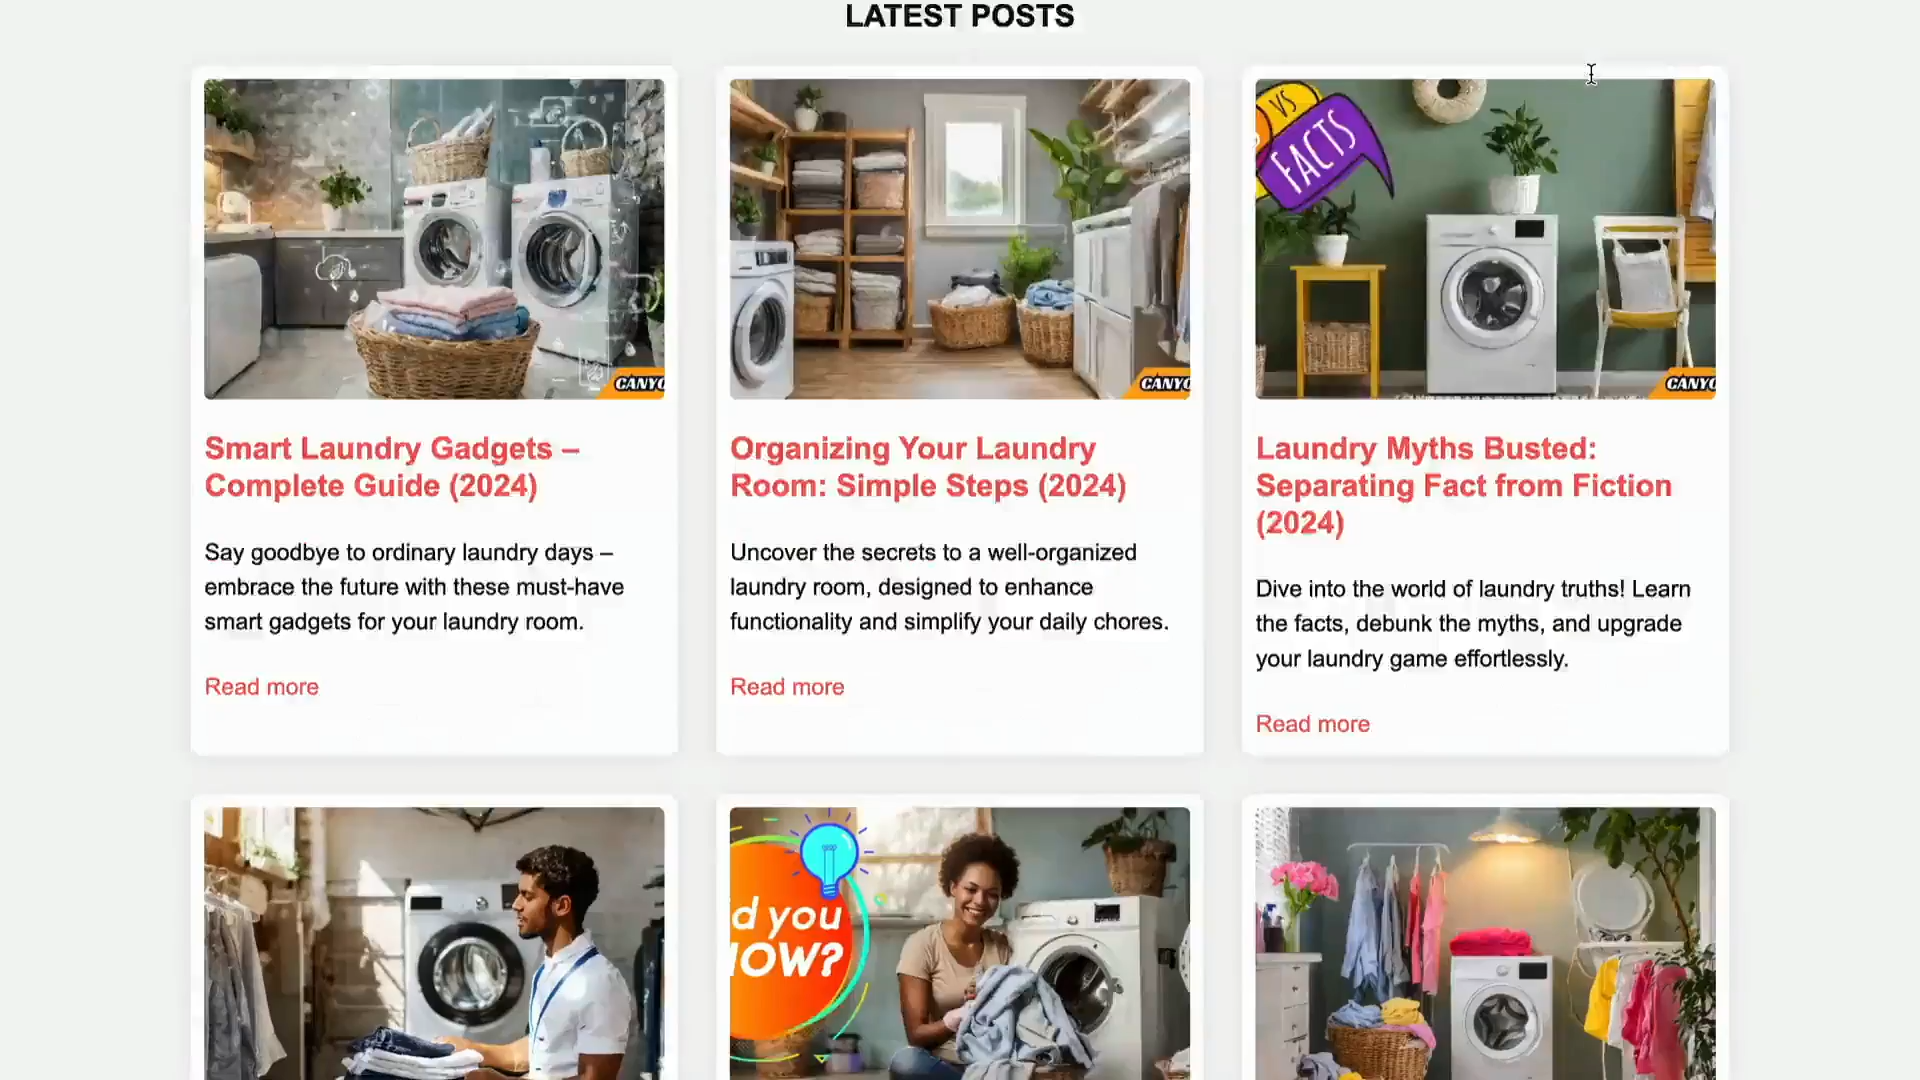 LATEST POSTS
VS
FACTS
CANYO
CANYO
CANYO
Smart Laundry Gadgets –
Complete Guide (2024)
Organizing Your Laundry
Room: Simple Steps (2024)
Laundry Myths Busted:
Separating Fact from Fiction
(2024)
Say goodbye to ordinary laundry days –
embrace the future with these must-have
smart gadgets for your laundry room.
Uncover the secrets to a well-organized
laundry room, designed to enhance
functionality and simplify your daily chores.
Dive into the world of laundry truths! Learn
the facts, debunk the myths, and upgrade
your laundry game effortlessly.
Read more
Read more
Read more
d you
OW?